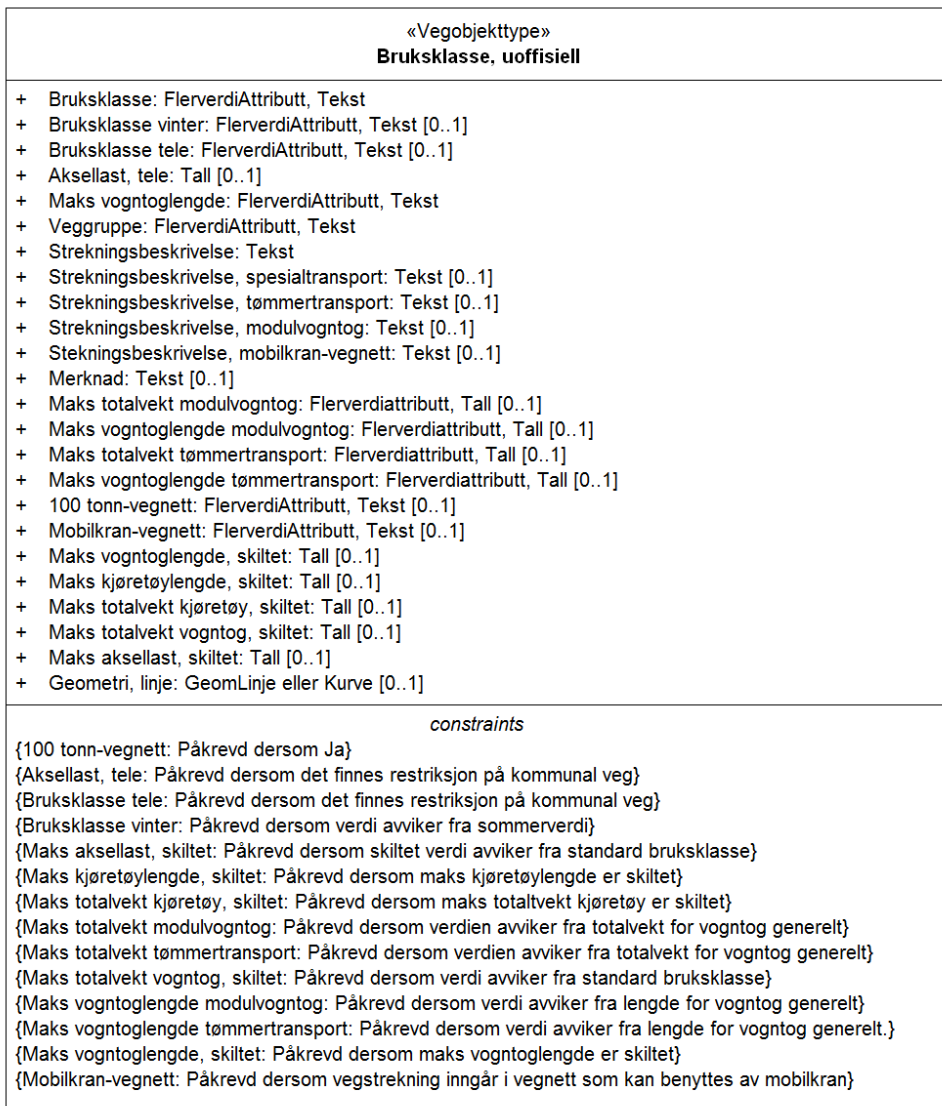 «Vegobjekttype»
Bruksklasse, uoffisiell
+ Bruksklasse: FlerverdiAttributt, Tekst
+ Bruksklasse vinter: FlerverdiAttributt, Tekst [0..1]
+ Bruksklasse tele: FlerverdiAttributt, Tekst [0..1]
+ Aksellast, tele: Tall [0..1]
+ Maks vogntoglengde: FlerverdiAttributt, Tekst
+ Veggruppe: FlerverdiAttributt, Tekst
+ Strekningsbeskrivelse: Tekst
+ Strekningsbeskrivelse, spesialtransport: Tekst [0..1]
+ Strekningsbeskrivelse, tømmertransport: Tekst [0..1]
+ Strekningsbeskrivelse, modulvogntog: Tekst [0..1]
+ Stekningsbeskrivelse, mobilkran-vegnett: Tekst [0..1]
+ Merknad: Tekst [0..1]
+ Maks totalvekt modulvogntog: Flerverdiattributt, Tall [0..1]
+ Maks vogntoglengde modulvogntog: Flerverdiattributt, Tall [0..1]
+ Maks totalvekt tømmertransport: Flerverdiattributt, Tall [0..1]
+ Maks vogntoglengde tømmertransport: Flerverdiattributt, Tall [0..1]
+ 100 tonn-vegnett: FlerverdiAttributt, Tekst [0..1]
+ Mobilkran-vegnett: FlerverdiAttributt, Tekst [0..1]
+ Maks vogntoglengde, skiltet: Tall [0..1]
+ Maks kjøretøylengde, skiltet: Tall [0..1]
+ Maks totalvekt kjøretøy, skiltet: Tall [0..1]
+ Maks totalvekt vogntog, skiltet: Tall [0..1]
+ Maks aksellast, skiltet: Tall [0..1]
+ Geometri, linje: GeomLinje eller Kurve [0..1]
constraints
{100 tonn-vegnett: Påkrevd dersom Ja}
{Aksellast, tele: Påkrevd dersom det finnes restriksjon på kommunal veg}
{Bruksklasse tele: Påkrevd dersom det finnes restriksjon på kommunal veg}
{Bruksklasse vinter: Påkrevd dersom verdi avviker fra sommerverdi}
{Maks aksellast, skiltet: Påkrevd dersom skiltet verdi avviker fra standard bruksklasse}
{Maks kjøretøylengde, skiltet: Påkrevd dersom maks kjøretøylengde er skiltet}
{Maks totalvekt kjøretøy, skiltet: Påkrevd dersom maks totaltvekt kjøretøy er skiltet}
{Maks totalvekt modulvogntog: Påkrevd dersom verdien avviker fra totalvekt for vogntog generelt}
{Maks totalvekt tømmertransport: Påkrevd dersom verdien avviker fra totalvekt for vogntog generelt}
{Maks totalvekt vogntog, skiltet: Påkrevd dersom verdi avviker fra standard bruksklasse}
{Maks vogntoglengde modulvogntog: Påkrevd dersom verdi avviker fra lengde for vogntog generelt}
{Maks vogntoglengde tømmertransport: Påkrevd dersom verdi avviker fra lengde for vogntog generelt.}
{Maks vogntoglengde, skiltet: Påkrevd dersom maks vogntoglengde er skiltet}
{Mobilkran-vegnett: Påkrevd dersom vegstrekning inngår i vegnett som kan benyttes av mobilkran}